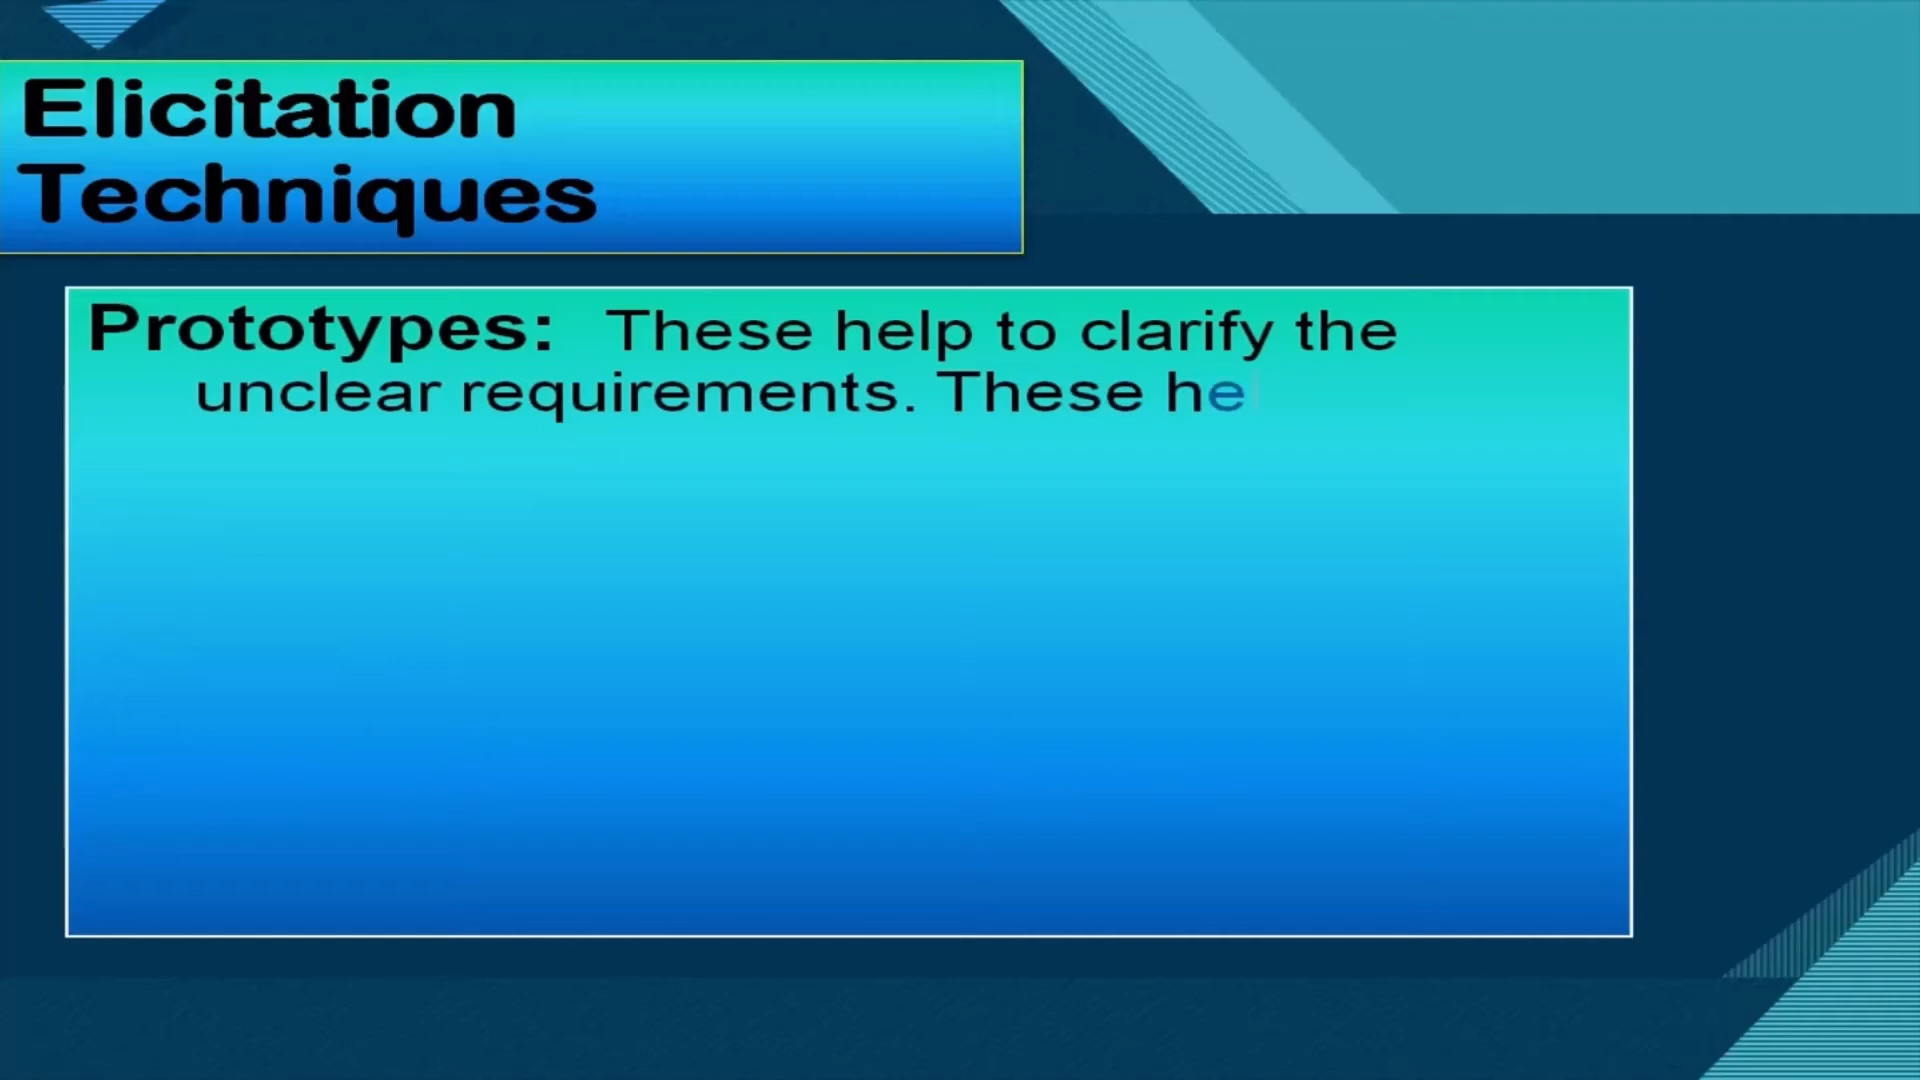 Elicitation
Techniques
Prototypes: These help to clarify the
unclear requirements. These he